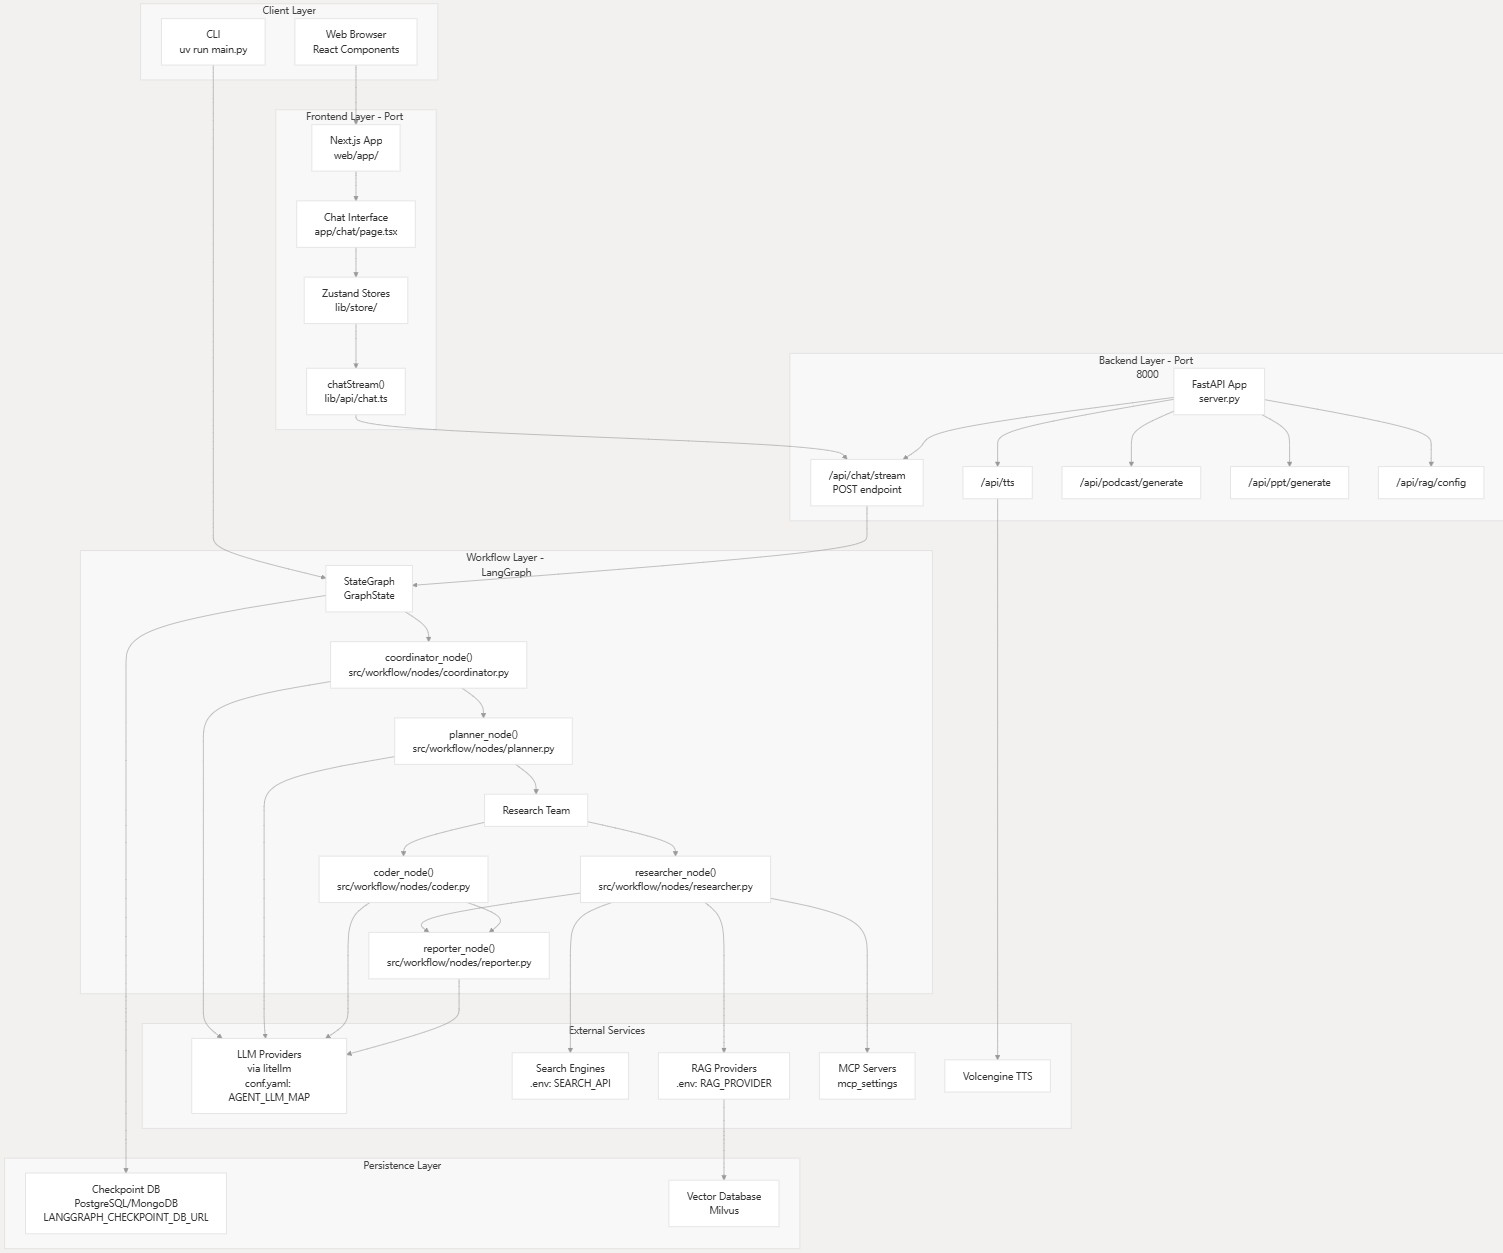 Client Layer
CLI
uv run main.py
Web Browser
React Components
Frontend Layer - Port
Next.js App
web/app/
Chat Interface
app/chat/page.tsx
Zustand Stores
lib/store/
chatStream()
lib/api/chat.ts
Backend Layer - Port
8000
FastAPI App
server.py
/api/chat/stream
POST endpoint
/api/tts
/api/podcast/generate
/api/ppt/generate
/api/rag/config
Workflow Layer -
LangGraph
StateGraph
GraphState
coordinator_node()
src/workflow/nodes/coordinator.py
planner_node()
src/workflow/nodes/planner.py
Research Team
coder_node()
src/workflow/nodes/coder.py
researcher_node()
src/workflow/nodes/researcher.py
reporter_node()
src/workflow/nodes/reporter.py
External Services
LLM Providers
via litellm
conf.yaml:
AGENT_LLM_MAP
Search Engines
.env: SEARCH_API
RAG Providers
.env: RAG_PROVIDER
MCP Servers
mcp_settings
Volcengine TTS
Persistence Layer
Checkpoint DB
PostgreSQL/MongoDB
LANGGRAPH_CHECKPOINT_DB_URL
Vector Database
Milvus